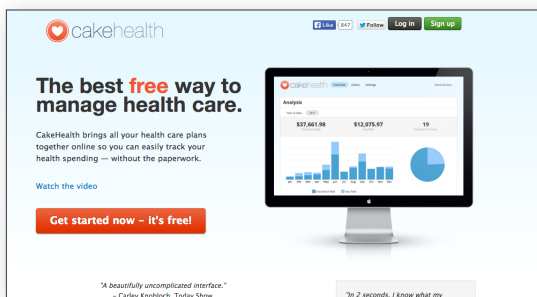 cakehealth
Like 847 Follow Log in Sign up
The best free way to
manage health care.
CakeHealth brings all your health care plans
together online so you can easily track your
health spending — without the paperwork.
Watch the video
Get started now – it's free!
cakehealth Overview Claims Settings
Analysis
$37,661.98 $12,075.97 19
"A beautifully uncomplicated interface."
– Carley Knobloch, Today Show
"In 2 seconds, I know what my